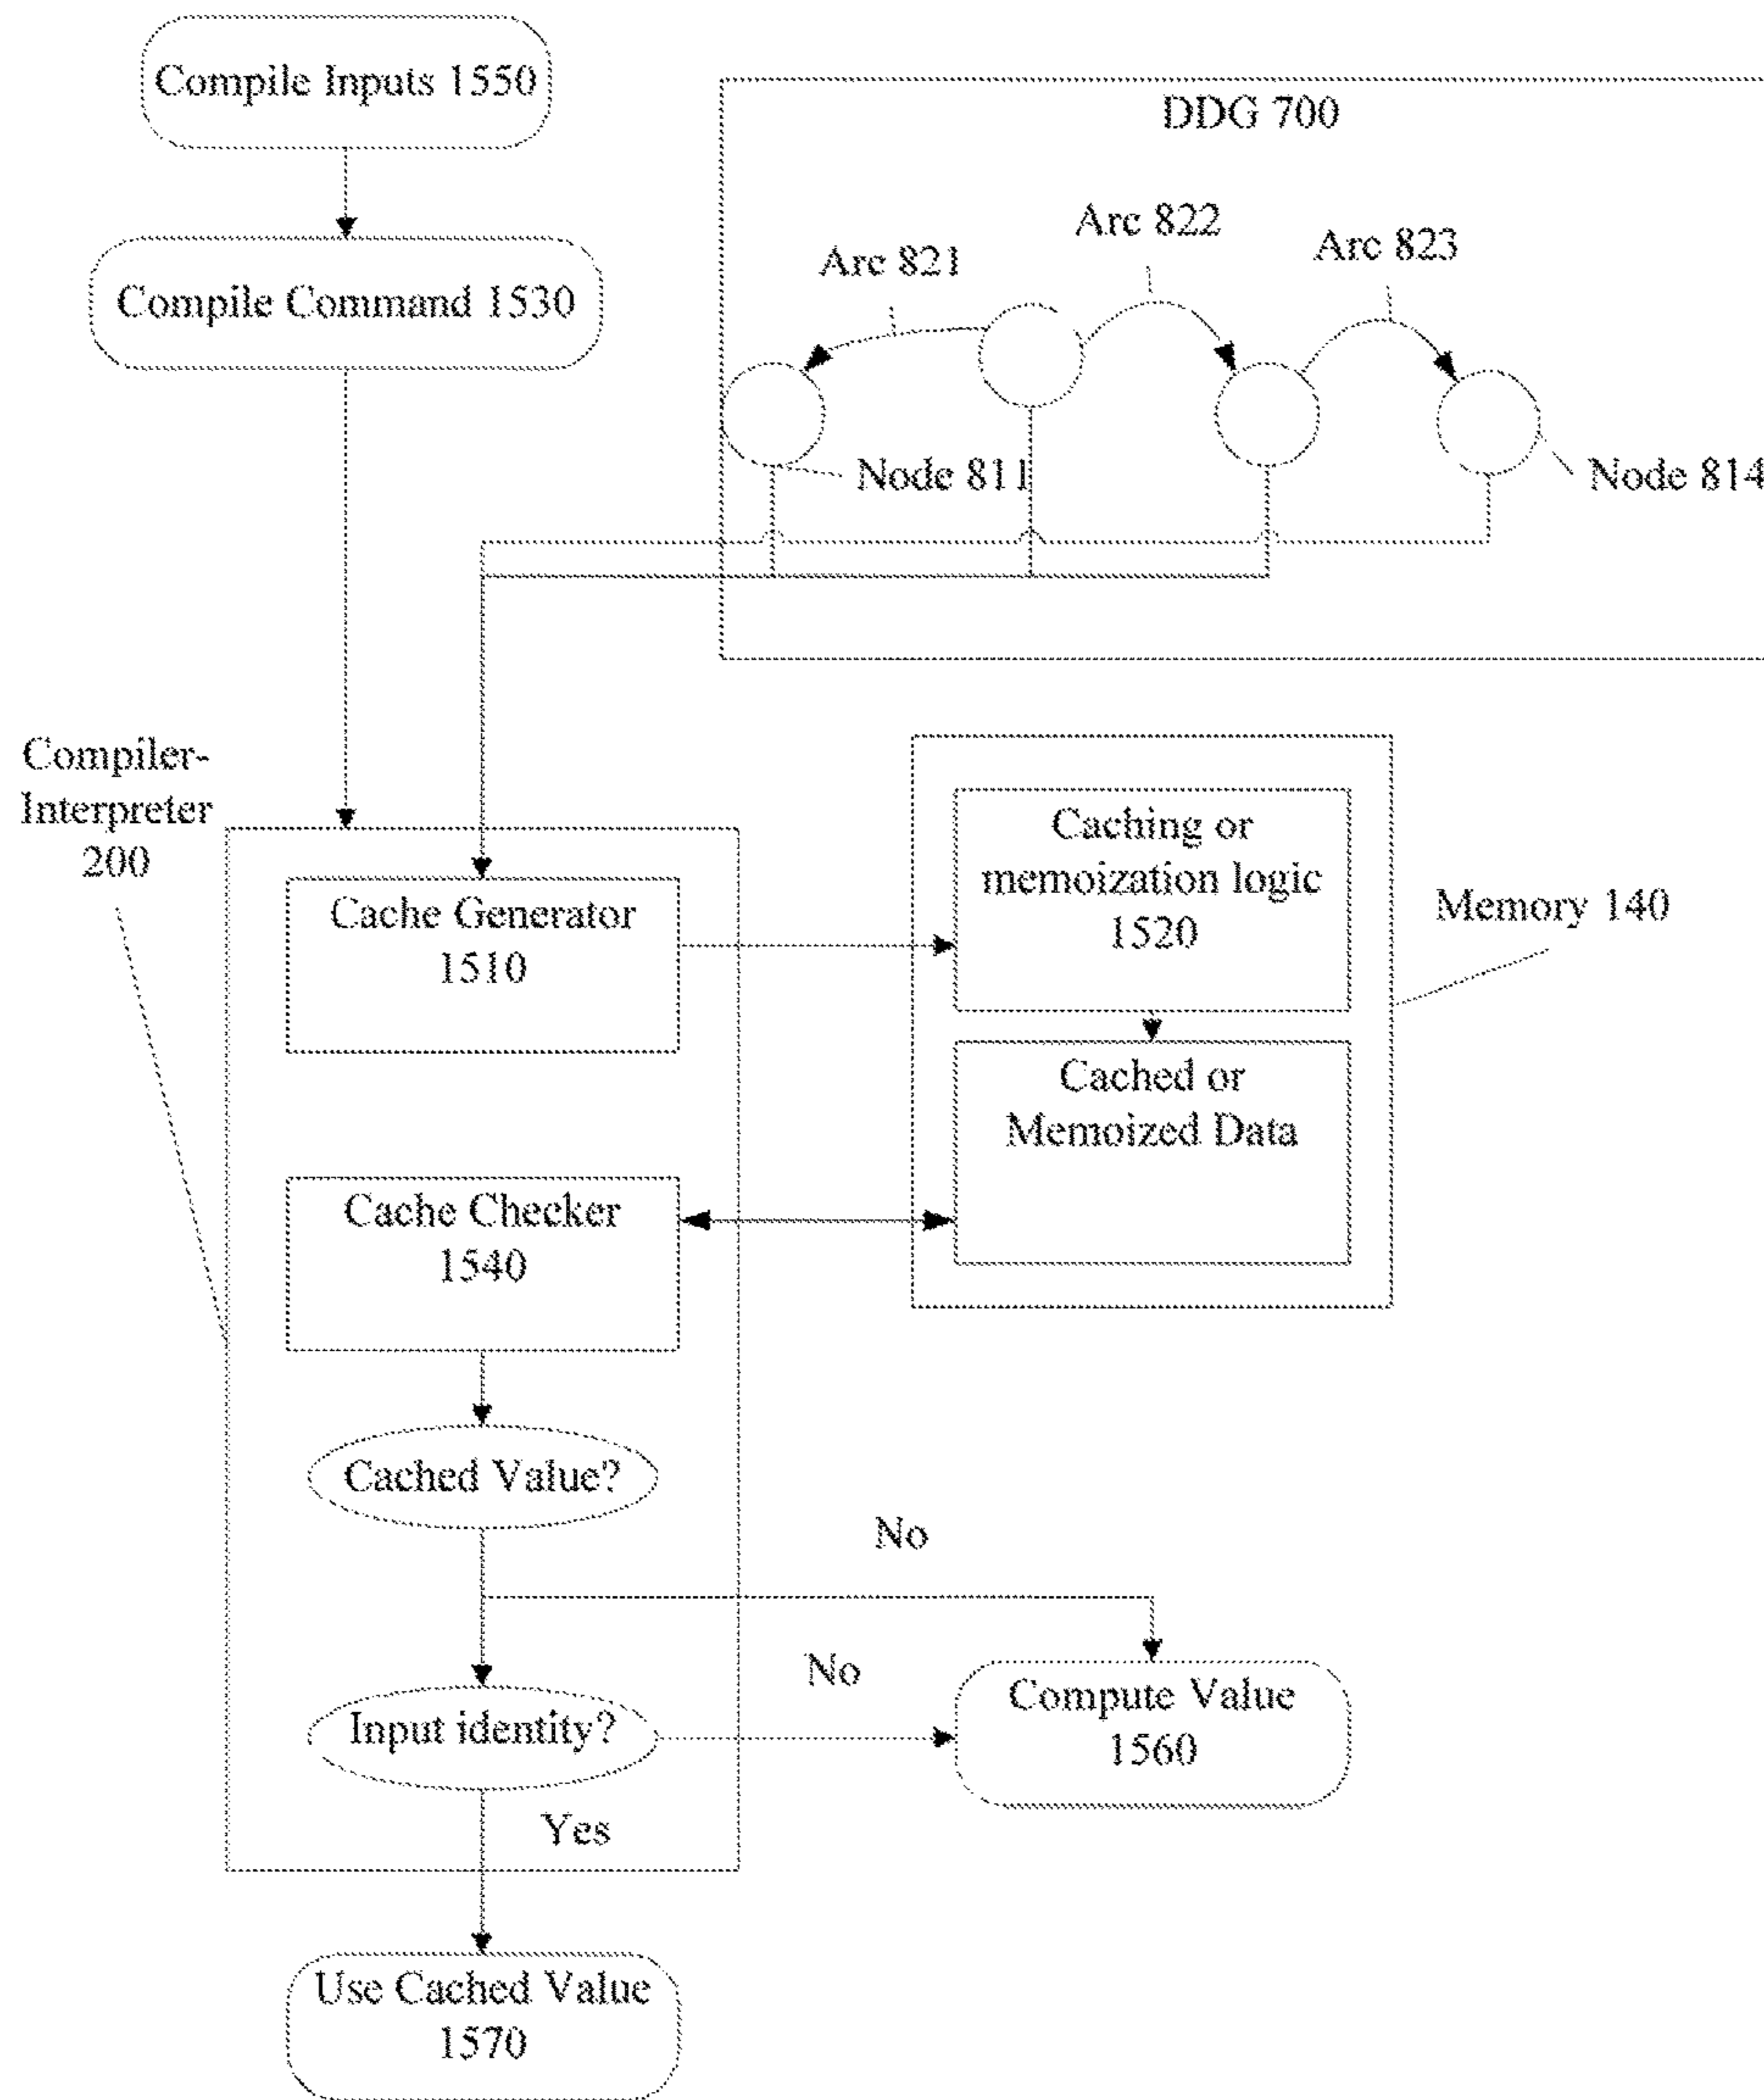 Compile Inputs 1550
DDG 700
Compile Command 1530
Arc 821
Arc 822
Arc 823
Node 811
Node 814
Compiler-
Interpreter
200
Cache Generator
1510
Caching or
memoization logic
1520
Memory 140
Cached or
Memoized Data
Cache Checker
1540
Cached Value?
No
Input identity?
No
Compute Value
1560
Yes
Use Cached Value
1570